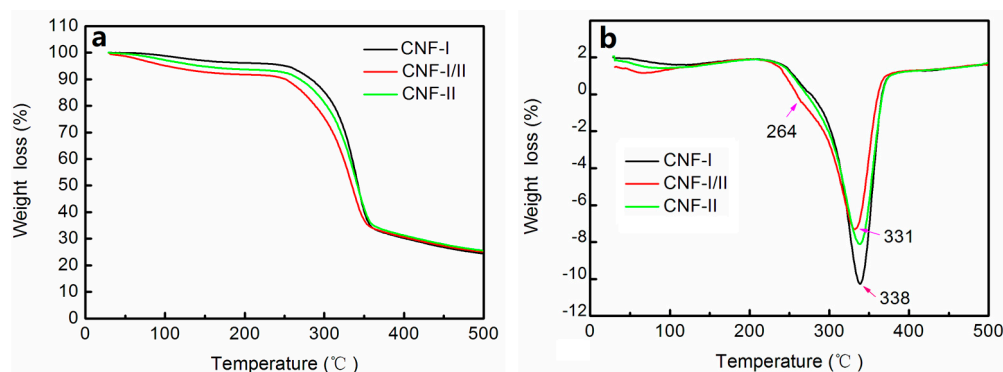 a
110
100
90
80
70
60
50
40
30
20
10
0
Weight loss (%)
CNF-I
CNF-I/II
CNF-II
0 100 200 300 400 500
Temperature (℃)
b
2
0
-2
-4
-6
-8
-10
-12
Weight loss (%)
264
CNF-I
CNF-I/II
CNF-II
331
338
0 100 200 300 400 500
Temperature (℃)